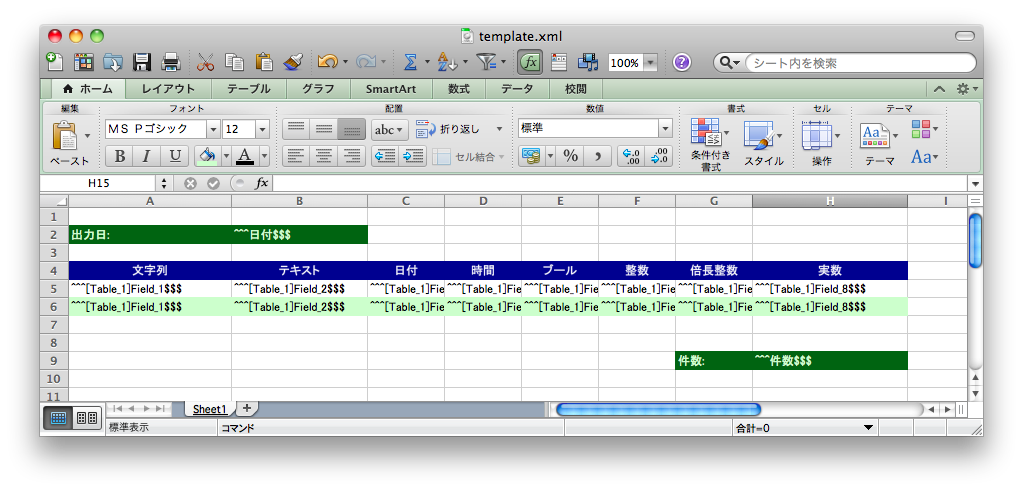 template.xml
100% シート内を検索
ホーム レイアウト テーブル グラフ SmartArt 数式 データ 校閲
編集 フォント 配置 数値 書式 セル テーマ
ペースト MS Pゴシック 12 abc 折り返し 標準 条件付き書式 スタイル 操作 Aa テーマ
B I U A セル結合 % , .0 .00 .00 .0 Aa
H15 fx
A B C D E F G H I
1
2 出力日: ^^^日付$$$
3
4 文字列 テキスト 日付 時間 ブール 整数 倍長整数 実数
5 ^^^[Table_1]Field_1$$$ ^^^[Table_1]Field_2$$$ ^^^[Table_1]Fie ^^^[Table_1]Fie ^^^[Table_1]Fie ^^^[Table_1]Fie ^^^[Table_1]Fie ^^^[Table_1]Field_8$$$
6 ^^^[Table_1]Field_1$$$ ^^^[Table_1]Field_2$$$ ^^^[Table_1]Fie ^^^[Table_1]Fie ^^^[Table_1]Fie ^^^[Table_1]Fie ^^^[Table_1]Fie ^^^[Table_1]Field_8$$$
7
8
9 件数: ^^^件数$$$
10
11
Sheet1
標準表示 コマンド 合計=0